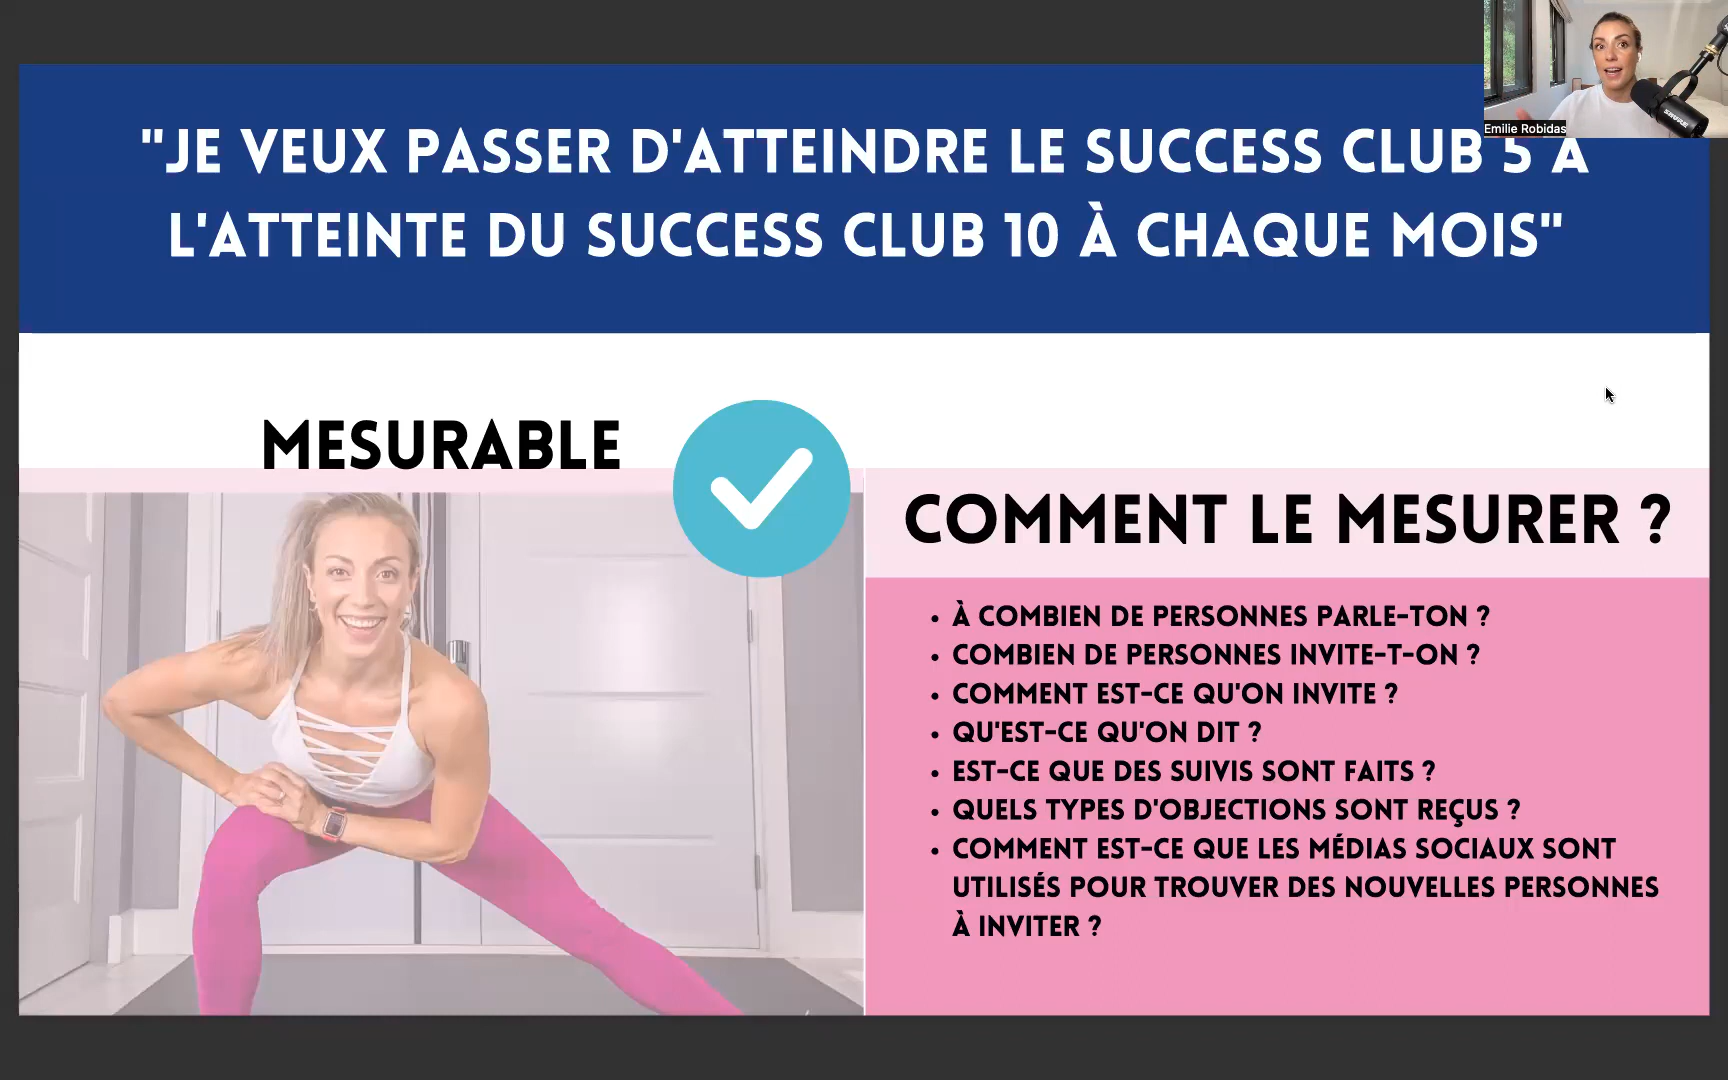 "JE VEUX PASSER D'ATTEINDRE LE SUCCESS CLUB 5 À
L'ATTEINTE DU SUCCESS CLUB 10 À CHAQUE MOIS"
Emilie Robidas
MESURABLE
COMMENT LE MESURER ?
• À COMBIEN DE PERSONNES PARLE-TON ?
• COMBIEN DE PERSONNES INVITE-T-ON ?
• COMMENT EST-CE QU'ON INVITE ?
• QU'EST-CE QU'ON DIT ?
• EST-CE QUE DES SUIVIS SONT FAITS ?
• QUELS TYPES D'OBJECTIONS SONT REÇUS ?
• COMMENT EST-CE QUE LES MÉDIAS SOCIAUX SONT
UTILISÉS POUR TROUVER DES NOUVELLES PERSONNES
À INVITER ?